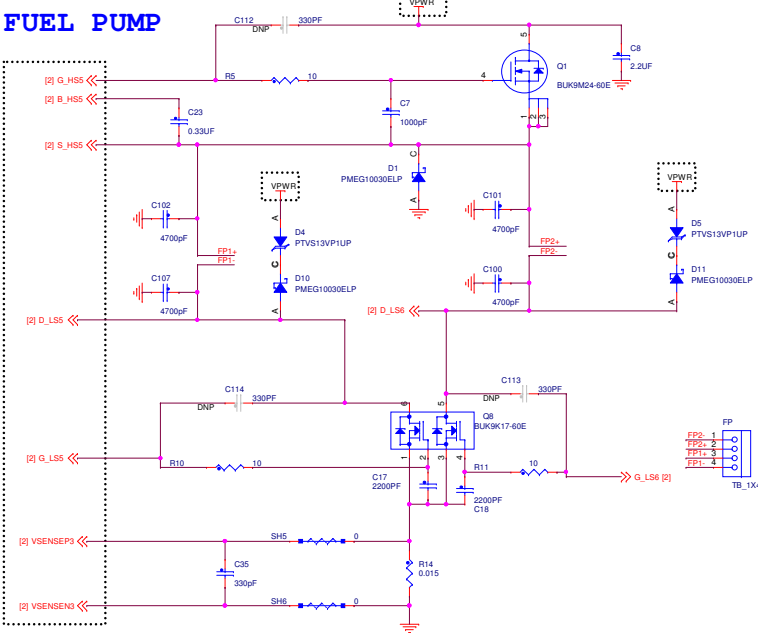 FUEL PUMP
VPWR
C112
330PF
DNP
5
C8
2.2UF
Q1
BUK9M24-60E
[2] G_HS5
R5
10
4
[2] B_HS5
C23
0.33UF
C7
1000pF
1
2
3
[2] S_HS5
C
D1
PMEG10030ELP
A
VPWR
VPWR
C102
4700pF
C101
4700pF
A
D4
PTVS13VP1UP
A
D5
PTVS13VP1UP
FP1+
FP1-
FP2+
FP2-
C
C
C107
4700pF
D10
PMEG10030ELP
C100
4700pF
D11
PMEG10030ELP
A
A
[2] D_LS5
[2] D_LS6
C114
330PF
DNP
C113
330PF
DNP
6
5
Q8
BUK9K17-60E
FP
FP2- 1
FP2+ 2
FP1+ 3
FP1- 4
TB_1X4
[2] G_LS5
R10
10
1
2
3
4
R11
10
G_LS6 [2]
C17
2200PF
2200PF
C18
[2] VSENSEP3
SH5
0
C35
330pF
R14
0.015
[2] VSENSEN3
SH6
0